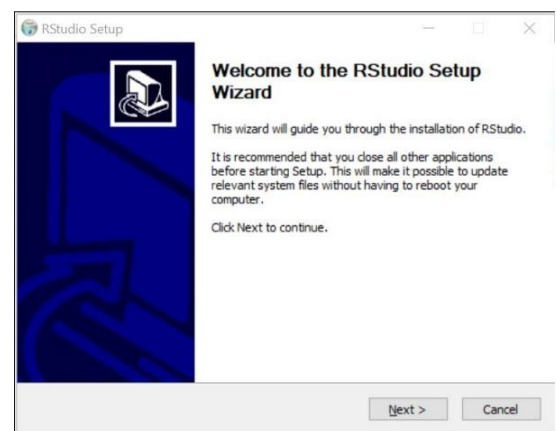 RStudio Setup
Welcome to the RStudio Setup
Wizard
This wizard will guide you through the installation of RStudio.
It is recommended that you close all other applications
before starting Setup. This will make it possible to update
relevant system files without having to reboot your
computer.
Click Next to continue.
Next >
Cancel